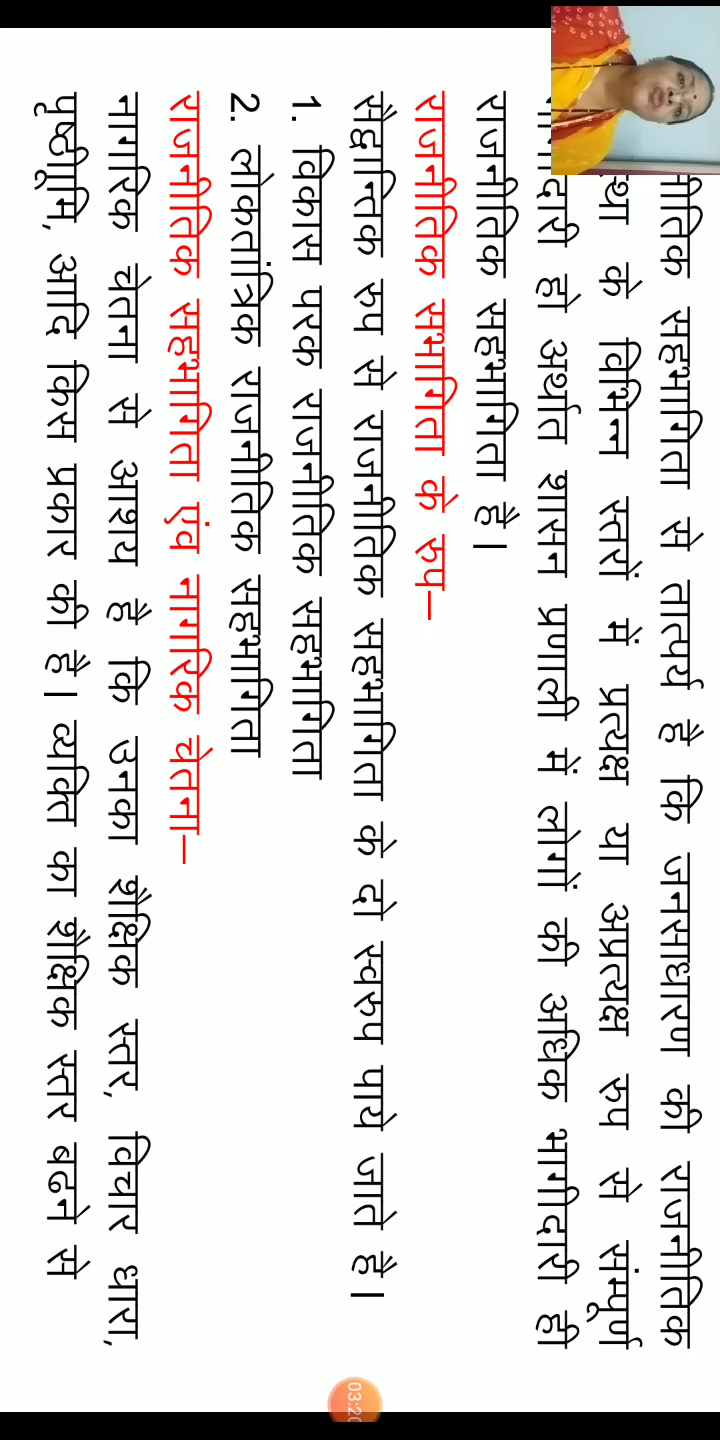 नीतिक सहभागिता से तात्पर्य है कि जनसाधारण की राजनीतिक
था के विभिन्न स्तरों में प्रत्यक्ष या अप्रत्यक्ष रुप से संम्पूर्ण
दारी हो अर्थात शासन प्रणाली में लोगों की अधिक भागीदारी ही
राजनीतिक सहभागिता है।
राजनीतिक सभागिता के रुप–
सैद्वान्तिक रुप से राजनीतिक सहभागिता के दो स्वरुप पाये जाते है।
1. विकास परक राजनीतिक सहभागिता
2. लोकतांत्रिक राजनीतिक सहभागिता
राजनीतिक सहभागिता एंव नागरिक चेतना–
नागरिक चेतना से आशय है कि उनका शैक्षिक स्तर, विचार धारा,
पृष्ठीाूमि, आदि किस प्रकार की है। व्यक्ति का शैक्षिक स्तर बढने से
03:20